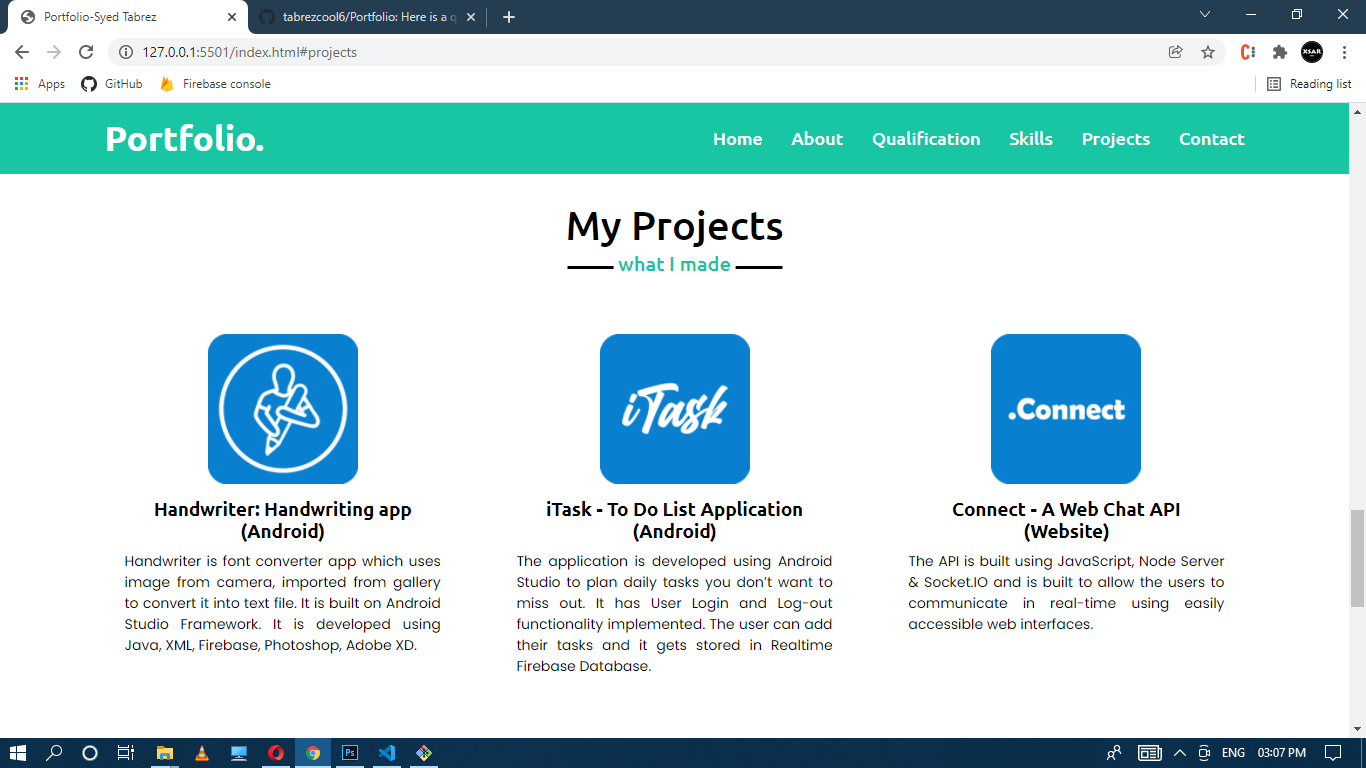 Portfolio-Syed Tabrez
tabrezcool6/Portfolio: Here is a q
127.0.0.1:5501/index.html#projects
XSAR
Apps
GitHub
Firebase console
Reading list
Portfolio.
Home
About
Qualification
Skills
Projects
Contact
My Projects
what I made
iTask
.Connect
Handwriter: Handwriting app
(Android)
Handwriter is font converter app which uses
image from camera, imported from gallery
to convert it into text file. It is built on Android
Studio Framework. It is developed using
Java, XML, Firebase, Photoshop, Adobe XD.
iTask - To Do List Application
(Android)
The application is developed using Android
Studio to plan daily tasks you don’t want to
miss out. It has User Login and Log-out
functionality implemented. The user can add
their tasks and it gets stored in Realtime
Firebase Database.
Connect - A Web Chat API
(Website)
The API is built using JavaScript, Node Server
& Socket.IO and is built to allow the users to
communicate in real-time using easily
accessible web interfaces.
Ps
ENG
03:07 PM